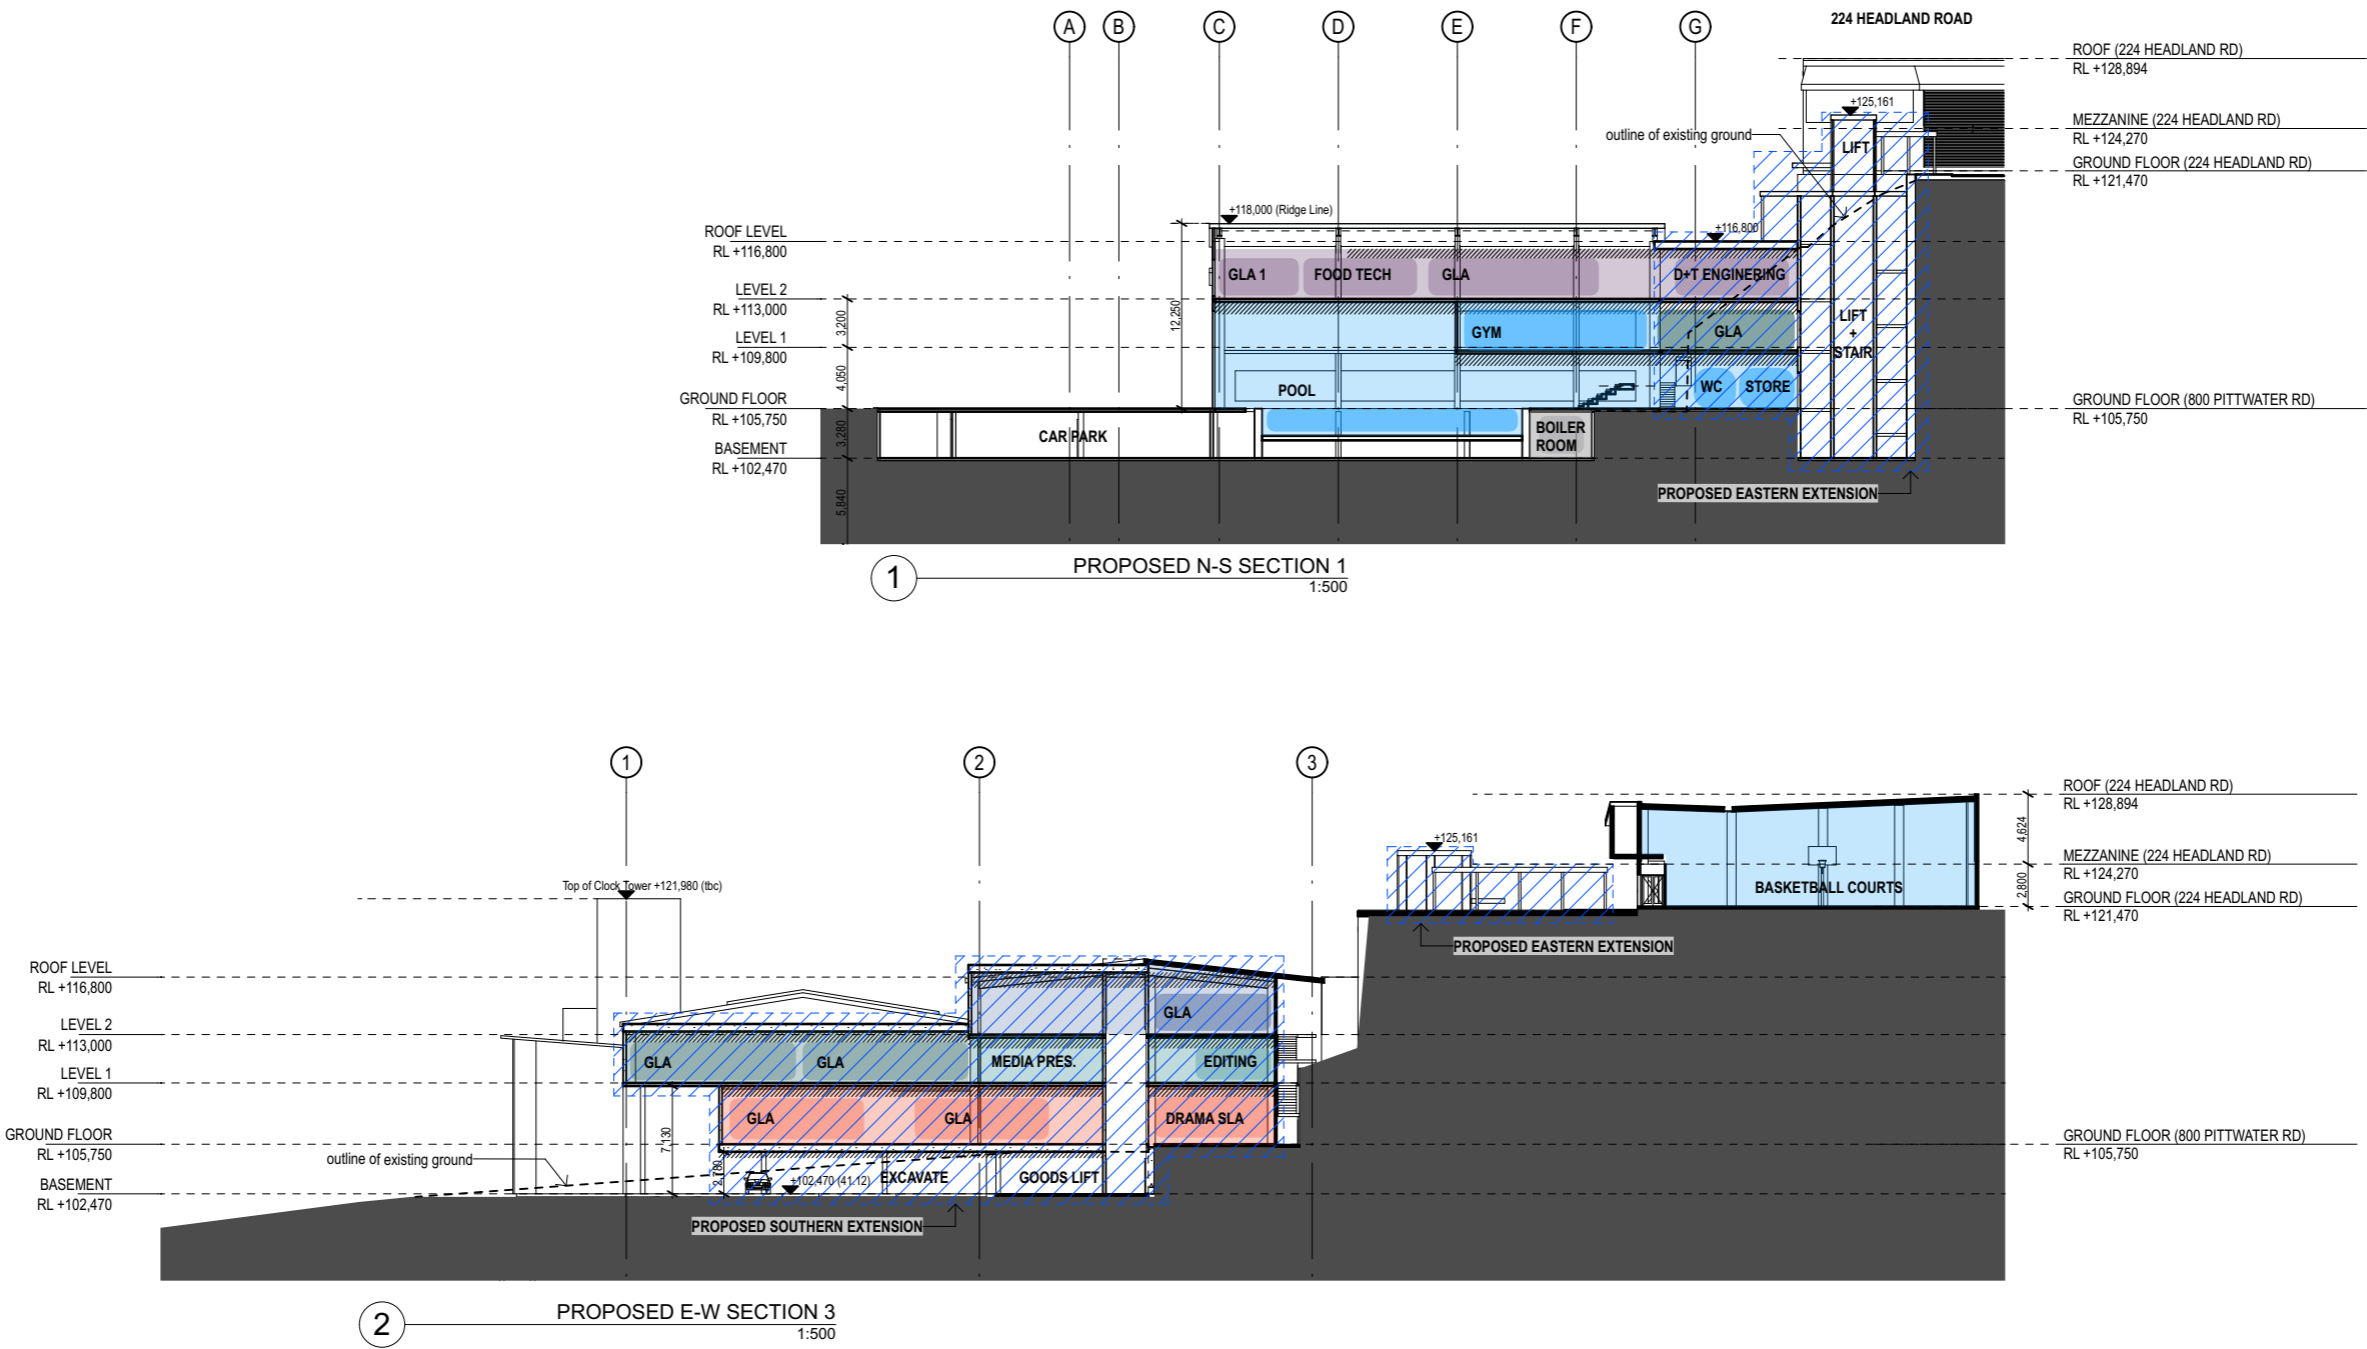 A B C D E F G
224 HEADLAND ROAD
ROOF (224 HEADLAND RD)
RL +128,894
+125,161
MEZZANINE (224 HEADLAND RD)
RL +124,270
outline of existing ground
LIFT
GROUND FLOOR (224 HEADLAND RD)
RL +121,470
+118,000 (Ridge Line)
+116,800
ROOF LEVEL
RL +116,800
GLA 1
FOOD TECH
GLA
D+T ENGINERING
LEVEL 2
RL +113,000
12,250
3,200
GYM
GLA
LIFT
+
STAIR
LEVEL 1
RL +109,800
4,050
POOL
WC
STORE
GROUND FLOOR
RL +105,750
GROUND FLOOR (800 PITTWATER RD)
RL +105,750
3,280
CAR PARK
BOILER
ROOM
BASEMENT
RL +102,470
5,840
PROPOSED EASTERN EXTENSION
1
PROPOSED N-S SECTION 1
1:500
1 2 3
ROOF (224 HEADLAND RD)
RL +128,894
4,624
+125,161
MEZZANINE (224 HEADLAND RD)
RL +124,270
2,800
BASKETBALL COURTS
Top of Clock Tower +121,980 (tbc)
GROUND FLOOR (224 HEADLAND RD)
RL +121,470
PROPOSED EASTERN EXTENSION
ROOF LEVEL
RL +116,800
GLA
LEVEL 2
RL +113,000
GLA
GLA
MEDIA PRES.
EDITING
LEVEL 1
RL +109,800
GLA
GLA
DRAMA SLA
7,130
GROUND FLOOR
RL +105,750
GROUND FLOOR (800 PITTWATER RD)
RL +105,750
outline of existing ground
2,780
+102,470 (41.12)
EXCAVATE
GOODS LIFT
BASEMENT
RL +102,470
PROPOSED SOUTHERN EXTENSION
2
PROPOSED E-W SECTION 3
1:500